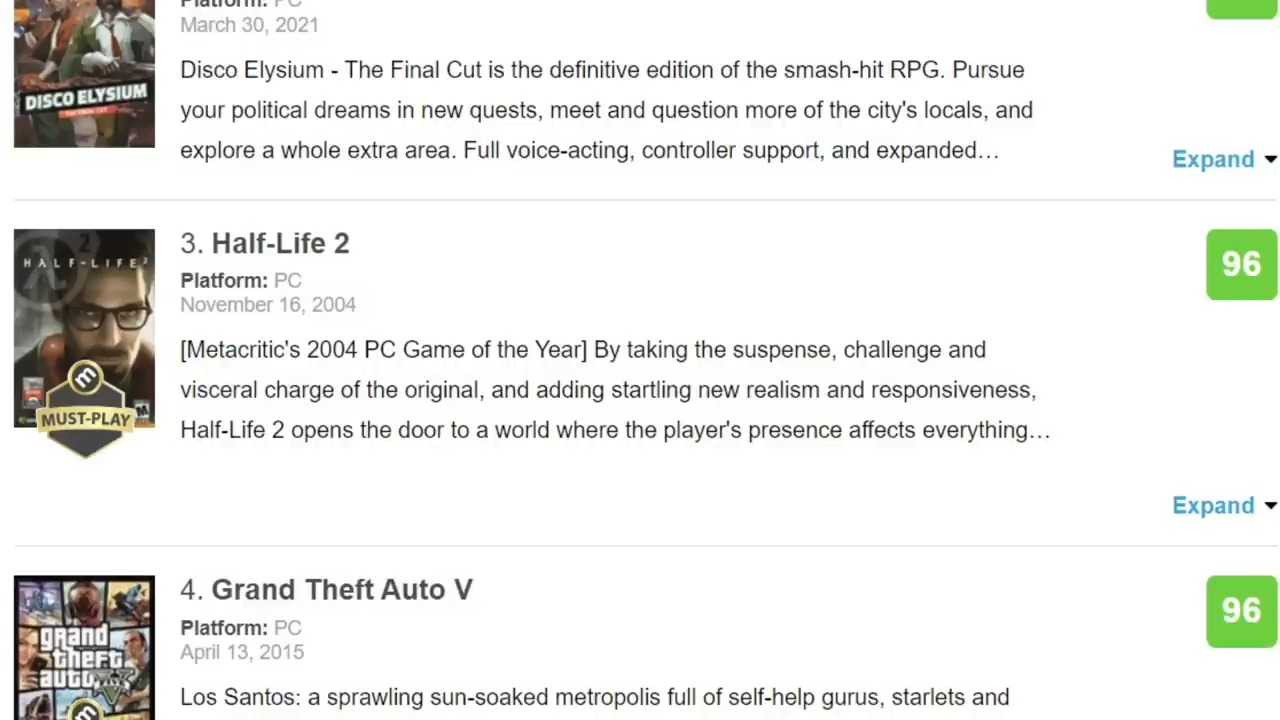 Platform: PC
March 30, 2021
Disco Elysium - The Final Cut is the definitive edition of the smash-hit RPG. Pursue
your political dreams in new quests, meet and question more of the city's locals, and
explore a whole extra area. Full voice-acting, controller support, and expanded…
DISCO ELYSIUM
THE FINAL CUT
Expand
3. Half-Life 2
Platform: PC
November 16, 2004
96
[Metacritic's 2004 PC Game of the Year] By taking the suspense, challenge and
visceral charge of the original, and adding startling new realism and responsiveness,
Half-Life 2 opens the door to a world where the player's presence affects everything…
HALF-LIFE 2
m
MUST-PLAY
M
Expand
4. Grand Theft Auto V
Platform: PC
April 13, 2015
96
Los Santos: a sprawling sun-soaked metropolis full of self-help gurus, starlets and
grand
theft
auto V
m